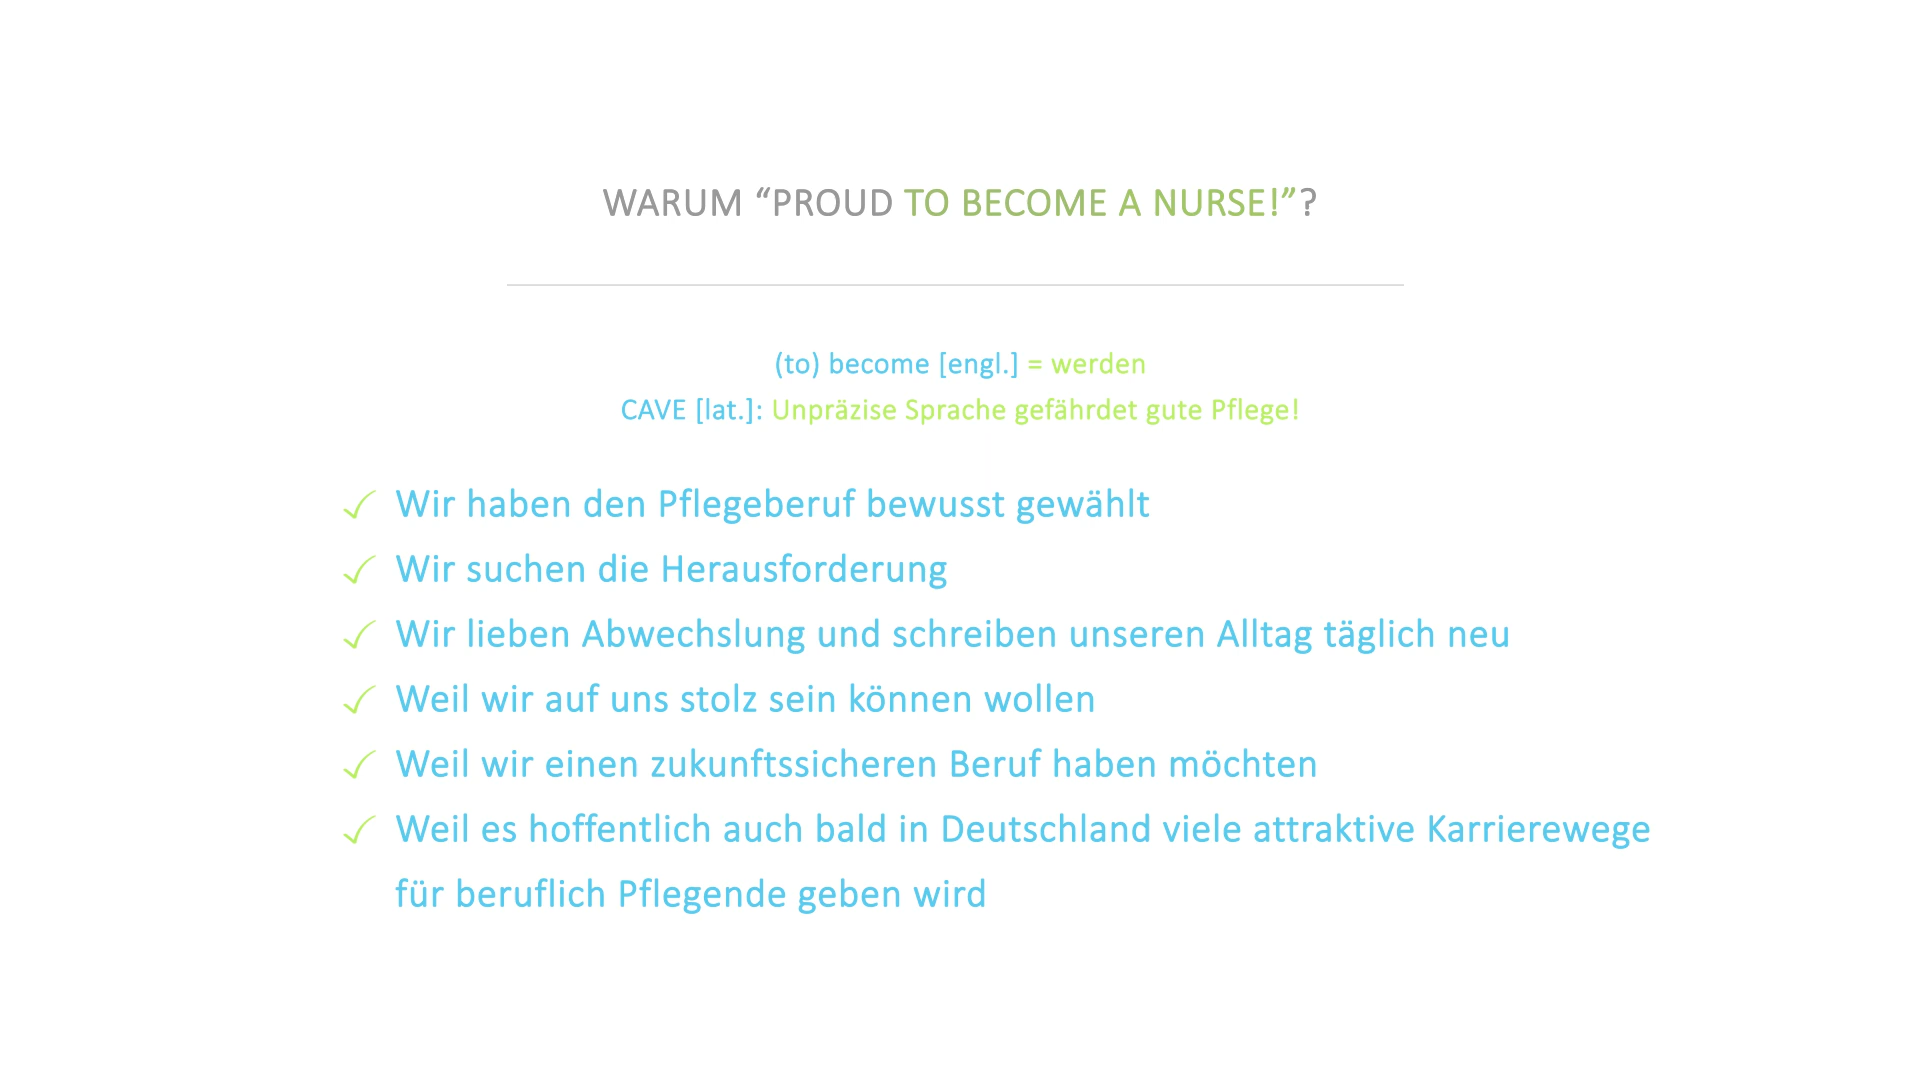 WARUM “PROUD TO BECOME A NURSE!”?
(to) become [engl.] = werden
CAVE [lat.]: Unpräzise Sprache gefährdet gute Pflege!
✓ Wir haben den Pflegeberuf bewusst gewählt
✓ Wir suchen die Herausforderung
✓ Wir lieben Abwechslung und schreiben unseren Alltag täglich neu
✓ Weil wir auf uns stolz sein können wollen
✓ Weil wir einen zukunftssicheren Beruf haben möchten
✓ Weil es hoffentlich auch bald in Deutschland viele attraktive Karrierewege
für beruflich Pflegende geben wird